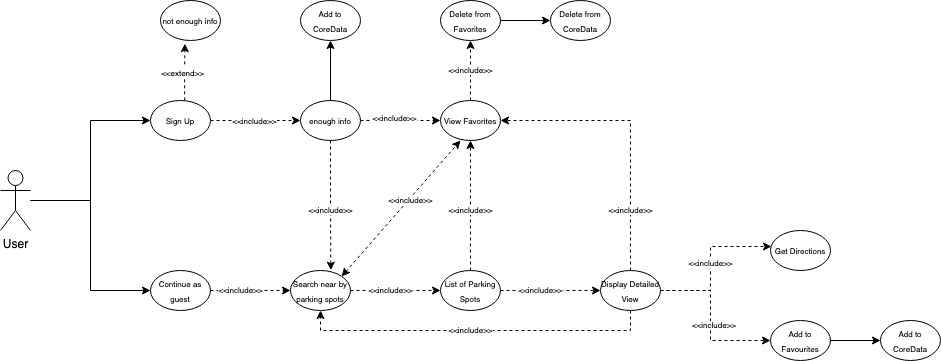 not enough info
Add to
CoreData
Delete from
Favorites
Delete from
CoreData
<<extend>>
<<include>>
Sign Up
<<include>>
enough info
<<include>>
View Favorites
<<include>>
<<include>>
<<include>>
<<include>>
User
Continue as
guest
<<include>>
Search near by
parking spots
<<include>>
List of Parking
Spots
<<include>>
Display Detailed
View
<<include>>
Get Directions
<<include>>
<<include>>
Add to
Favourites
Add to
CoreData